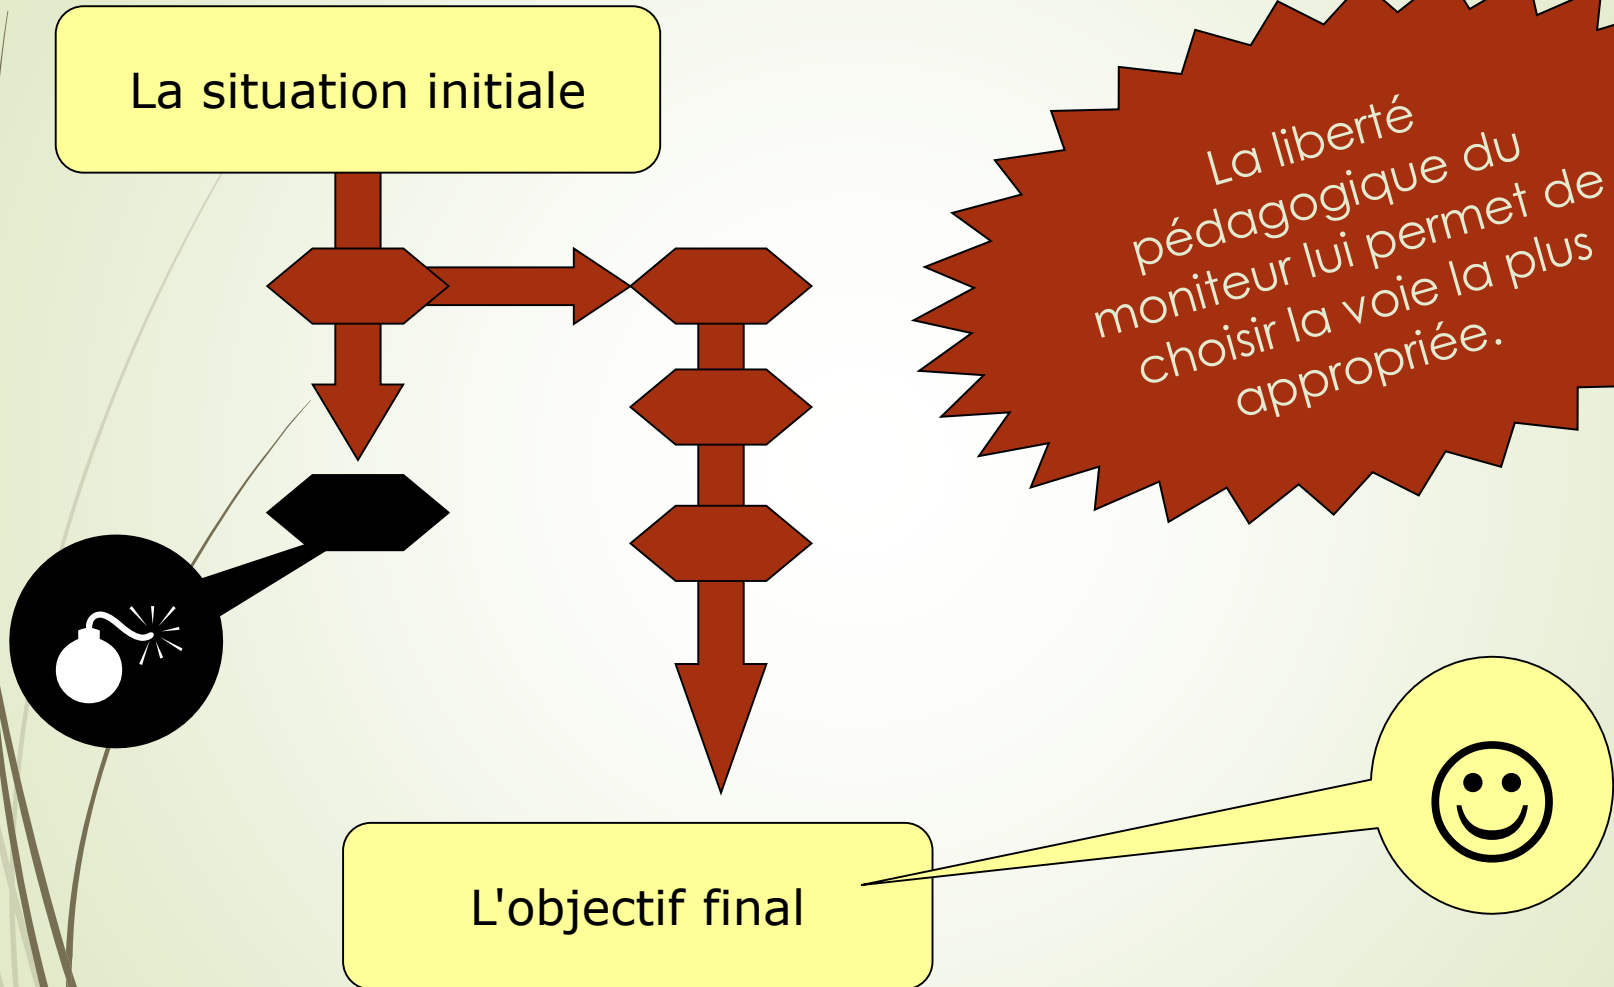 La situation initiale
La liberté
pédagogique du
moniteur lui permet de
choisir la voie la plus
appropriée.
L'objectif final